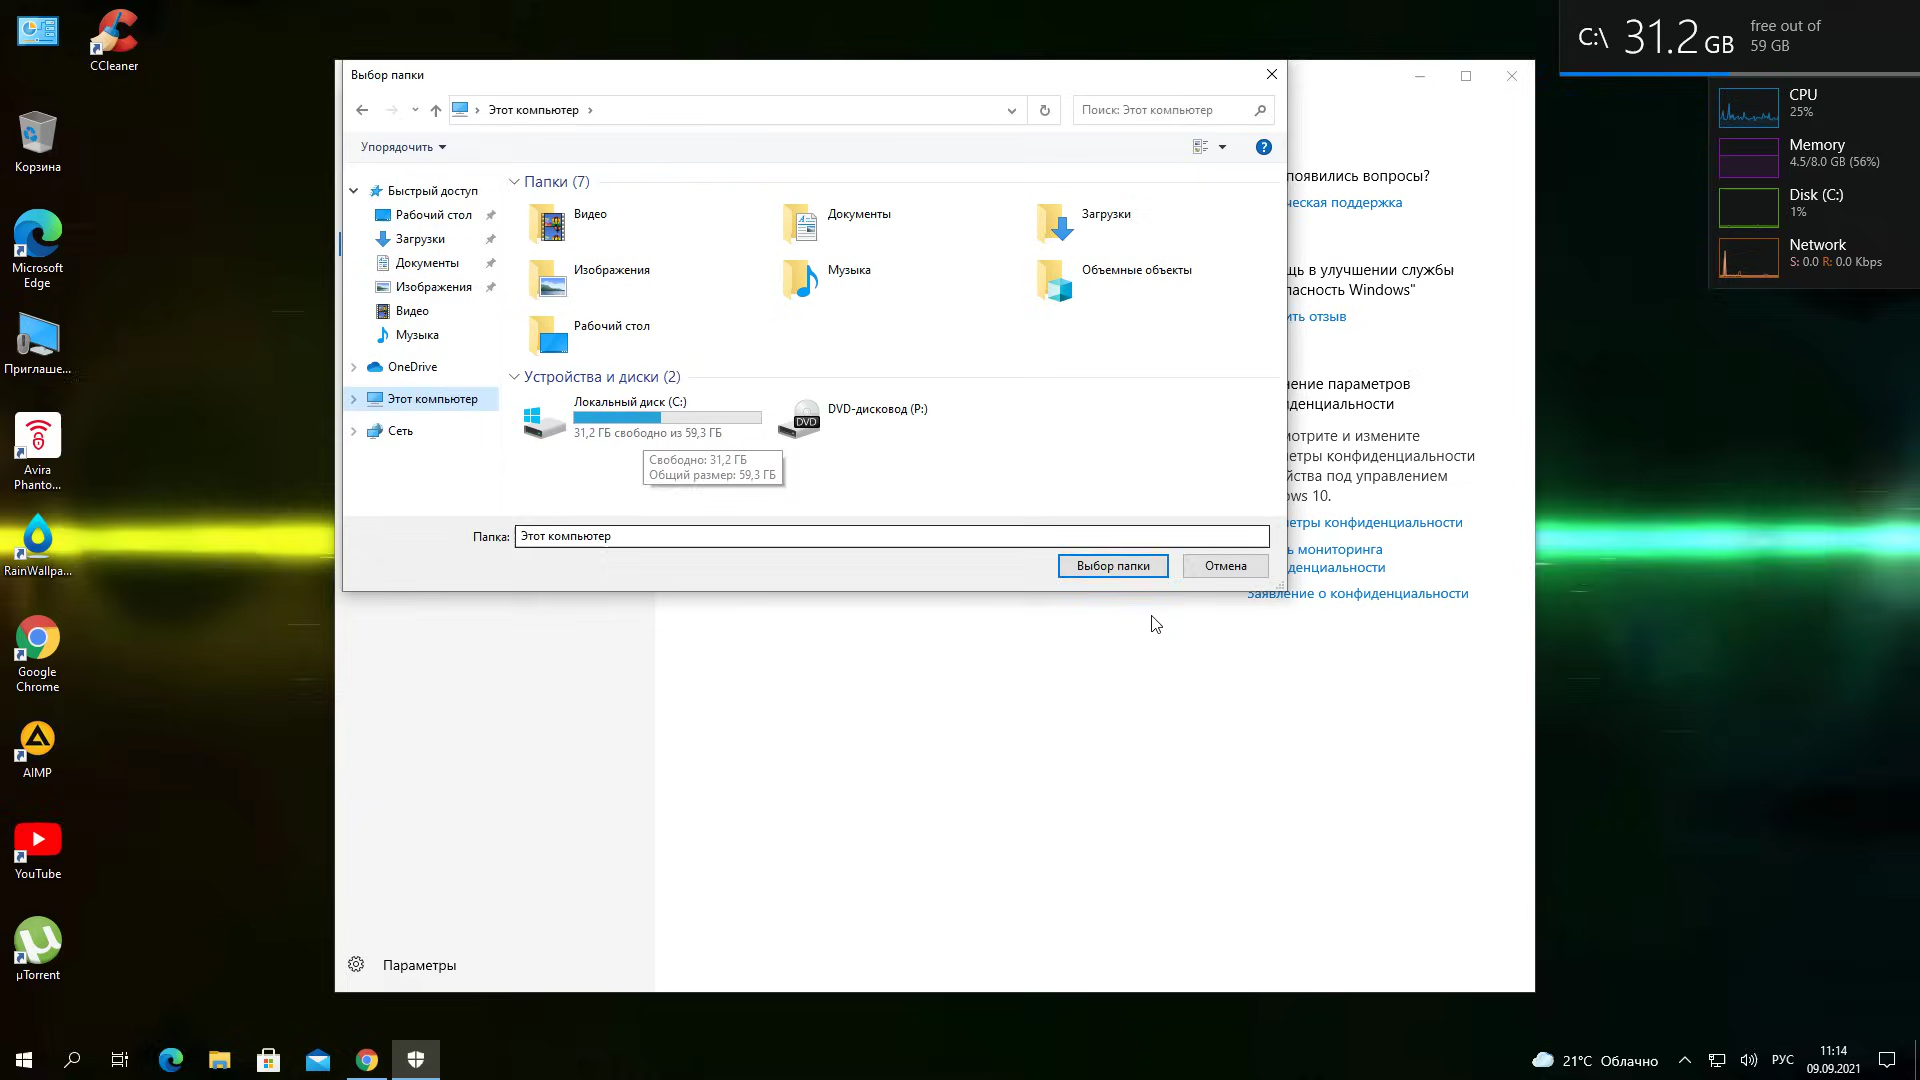 CCleaner
Корзина
Microsoft
Edge
Приглаше...
Avira
Phanto...
RainWallpa...
Google
Chrome
AIMP
YouTube
µTorrent
Выбор папки
Этот компьютер
Поиск: Этот компьютер
Упорядочить
Быстрый доступ
Рабочий стол
Загрузки
Документы
Изображения
Видео
Музыка
OneDrive
Этот компьютер
Сеть
Папки (7)
Видео
Документы
Загрузки
Изображения
Музыка
Объемные объекты
Рабочий стол
Устройства и диски (2)
Локальный диск (C:)
31,2 ГБ свободно из 59,3 ГБ
DVD
DVD-дисковод (P:)
Свободно: 31,2 ГБ
Общий размер: 59,3 ГБ
Папка: Этот компьютер
Выбор папки
Отмена
появились вопросы?
ческая поддержка
щь в улучшении службы
пасность Windows"
ить отзыв
нение параметров
денциальности
мотрите и измените
метры конфиденциальности
йства под управлением
ows 10.
метры конфиденциальности
ь мониторинга
денциальности
Заявление о конфиденциальности
Параметры
C:\ 31.2 GB
free out of
59 GB
CPU
25%
Memory
4.5/8.0 GB (56%)
Disk (C:)
1%
Network
S: 0.0 R: 0.0 Kbps
21°C Облачно
РУС
11:14
09.09.2021